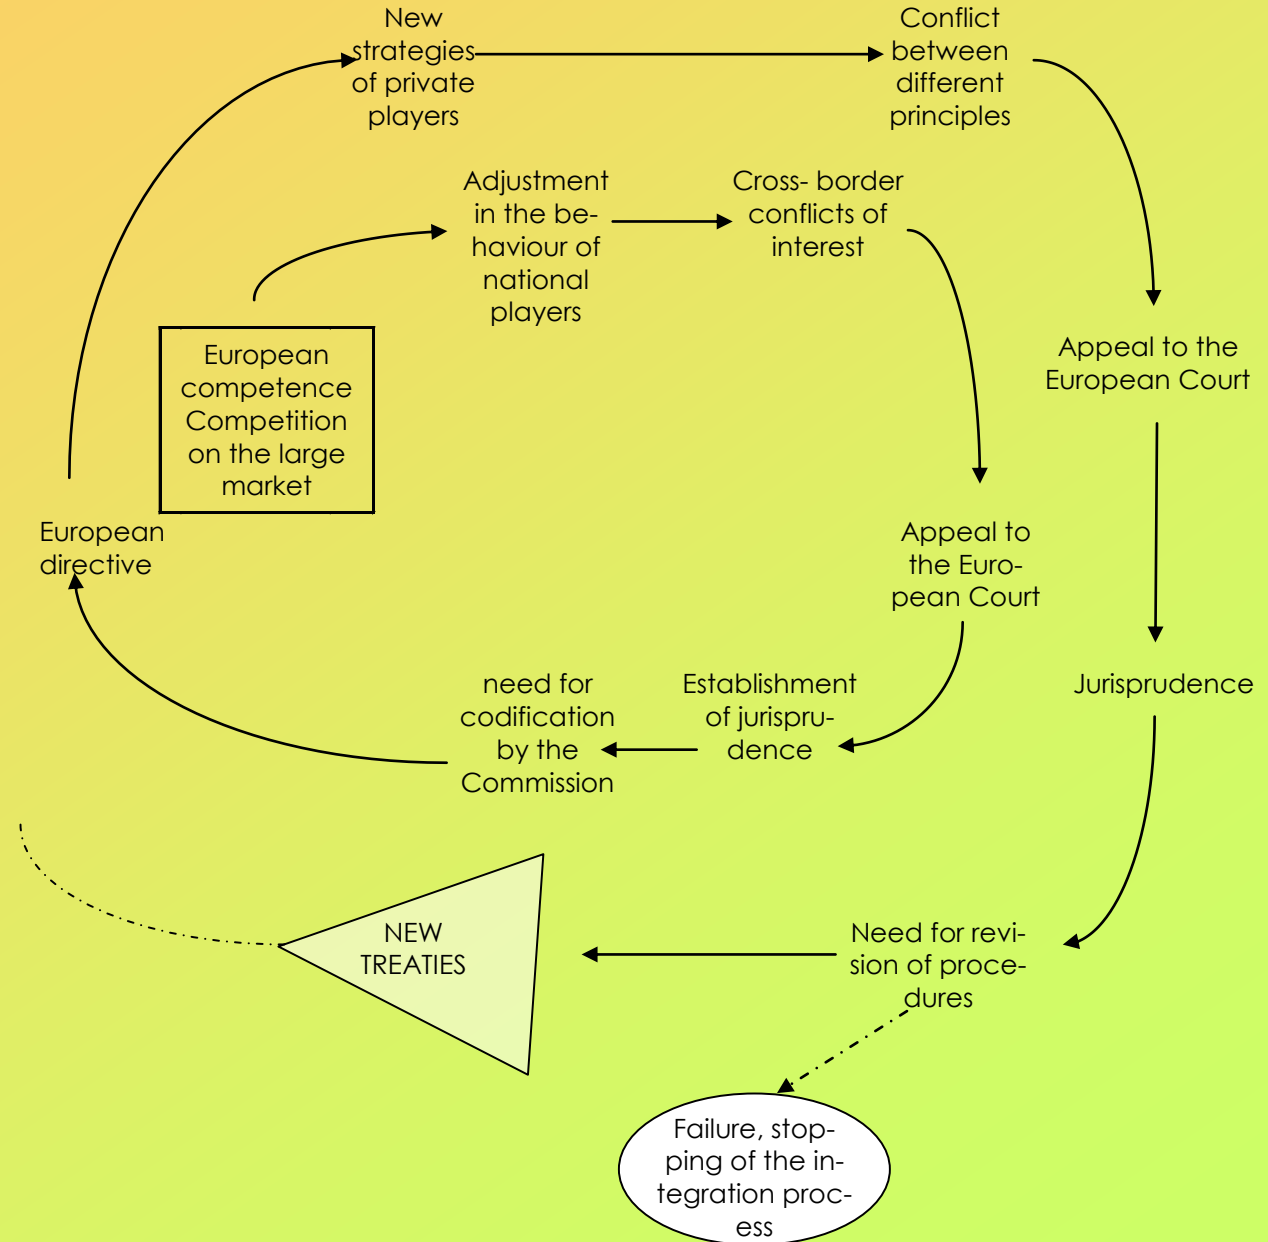 New
strategies
of private
players
Conflict
between
different
principles
Adjustment
in the be-
haviour of
national
players
Cross- border
conflicts of
interest
European
competence
Competition
on the large
market
Appeal to the
European Court
European
directive
Appeal to
the Euro-
pean Court
need for
codification
by the
Commission
Establishment
of jurispru-
dence
Jurisprudence
NEW
TREATIES
Need for revi-
sion of proce-
dures
Failure, stop-
ping of the in-
tegration proc-
ess